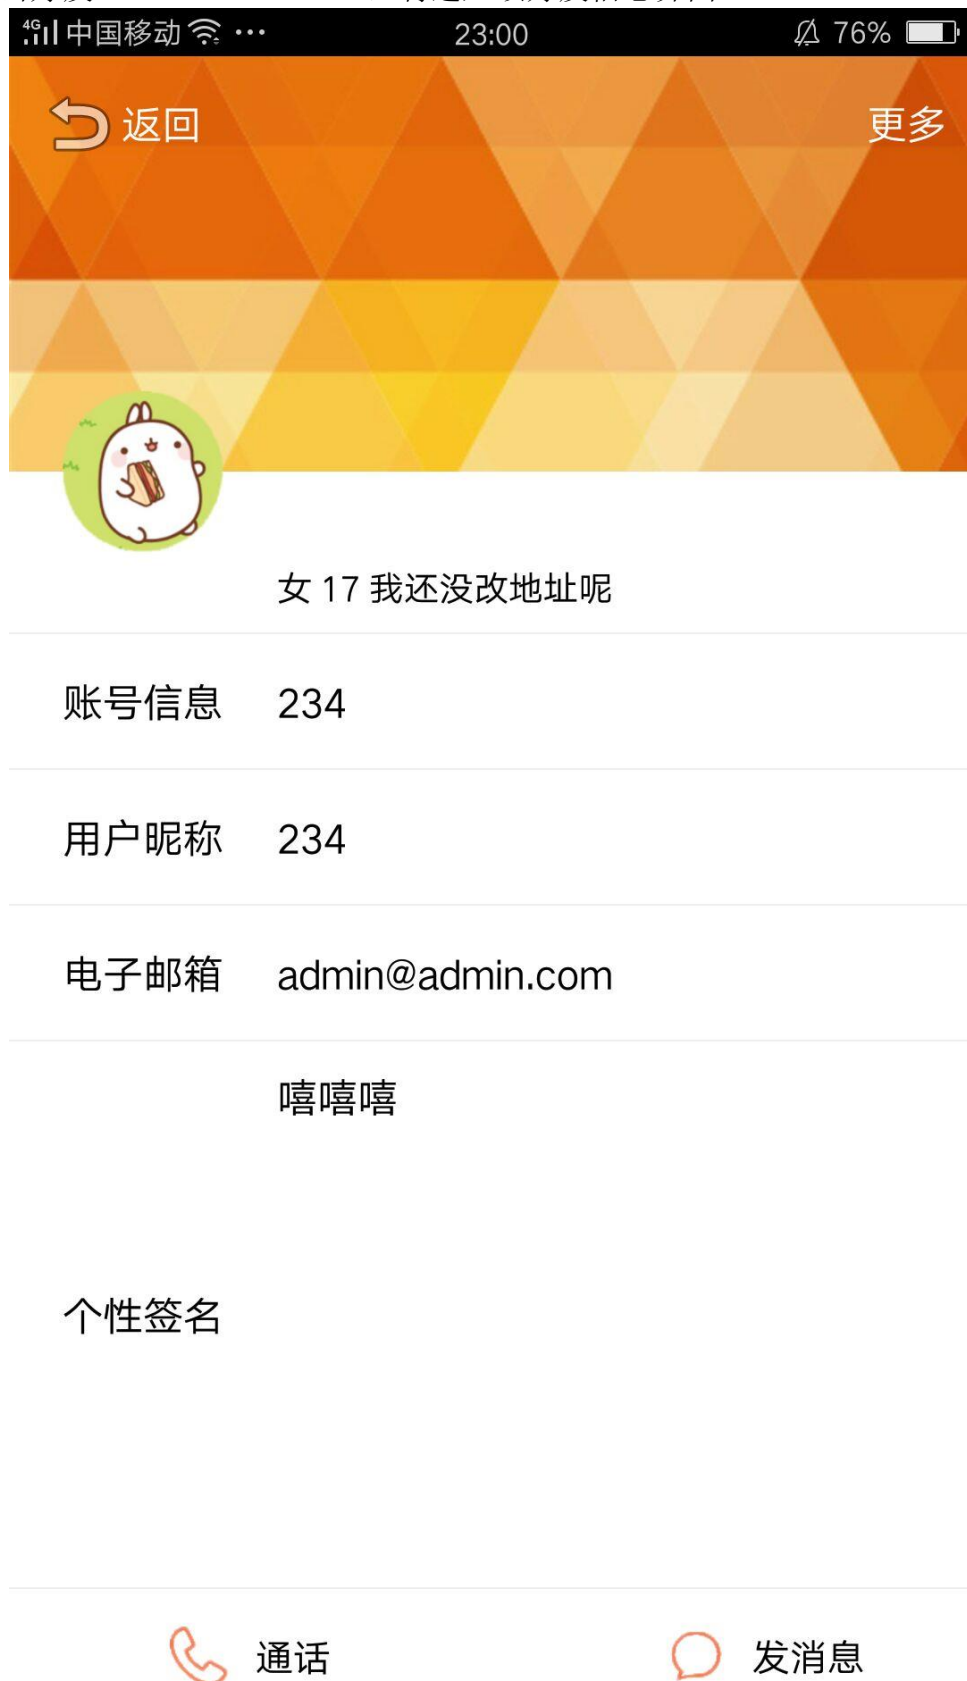 4G 中国移动 ... 23:00 76%
返回 更多
女 17 我还没改地址呢
账号信息 234
用户昵称 234
电子邮箱 admin@admin.com
嘻嘻嘻
个性签名
通话 发消息